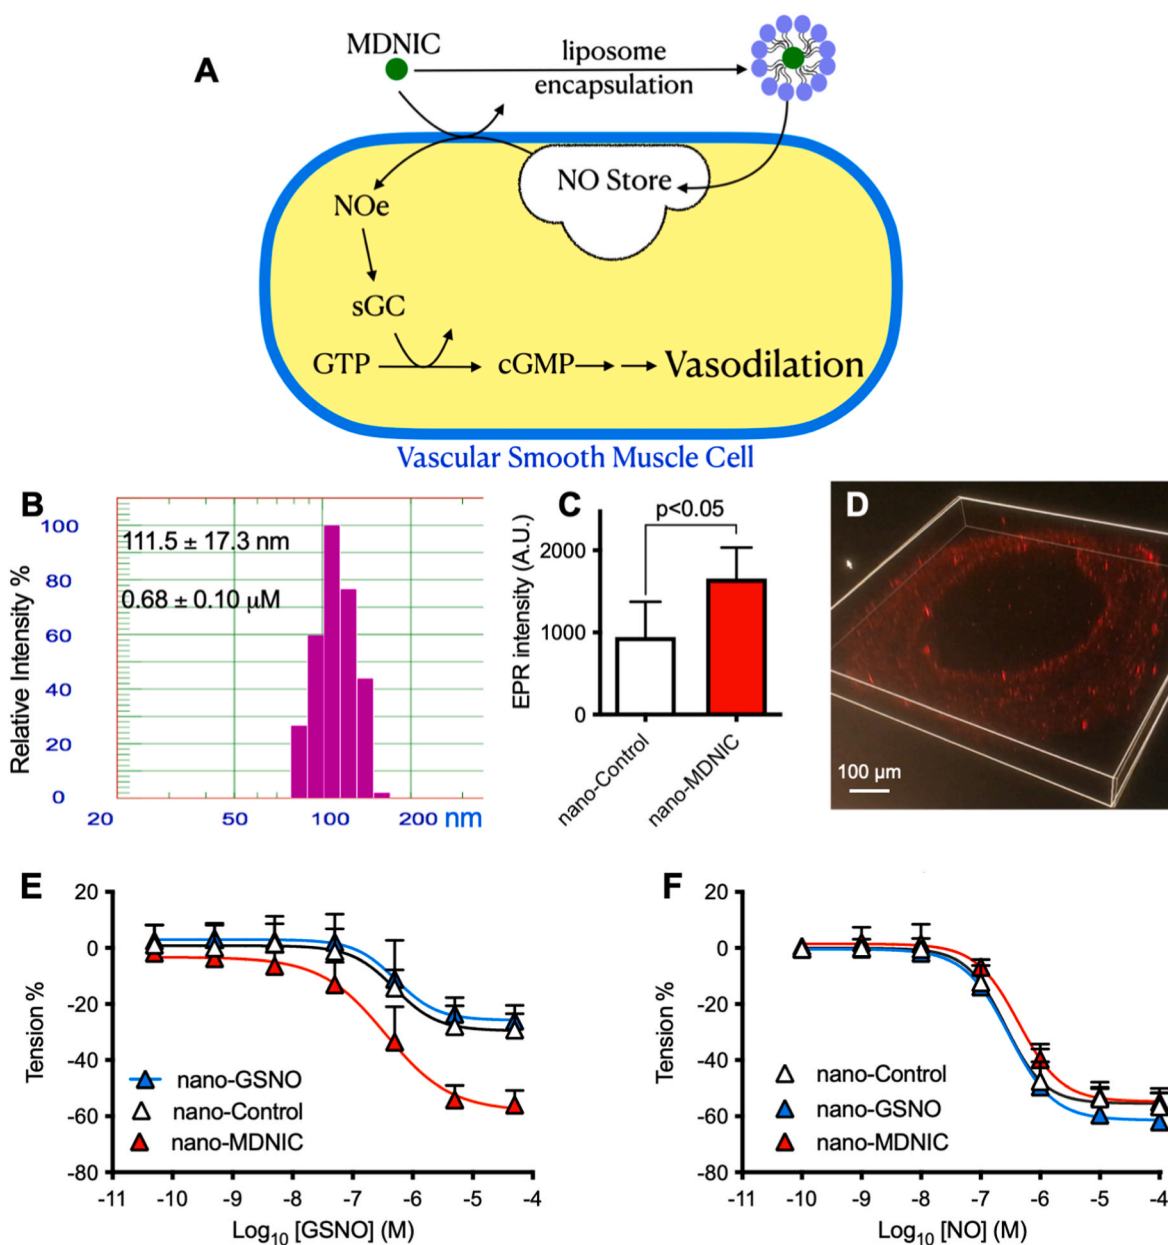 A
MDNIC
liposome
encapsulation
NO Store
NOe
sGC
GTP
cGMP
Vasodilation
Vascular Smooth Muscle Cell
B
Relative Intensity %
100
80
60
40
20
0
111.5 ± 17.3 nm
0.68 ± 0.10 µM
20 50 100 200 nm
C
p<0.05
EPR intensity (A.U.)
2000
1000
0
nano-Control
nano-MDNIC
D
100 µm
E
Tension %
20
0
-20
-40
-60
-80
nano-GSNO
nano-Control
nano-MDNIC
-11 -10 -9 -8 -7 -6 -5 -4
Log10 [GSNO] (M)
F
Tension %
20
0
-20
-40
-60
-80
nano-Control
nano-GSNO
nano-MDNIC
-11 -10 -9 -8 -7 -6 -5 -4
Log10 [NO] (M)